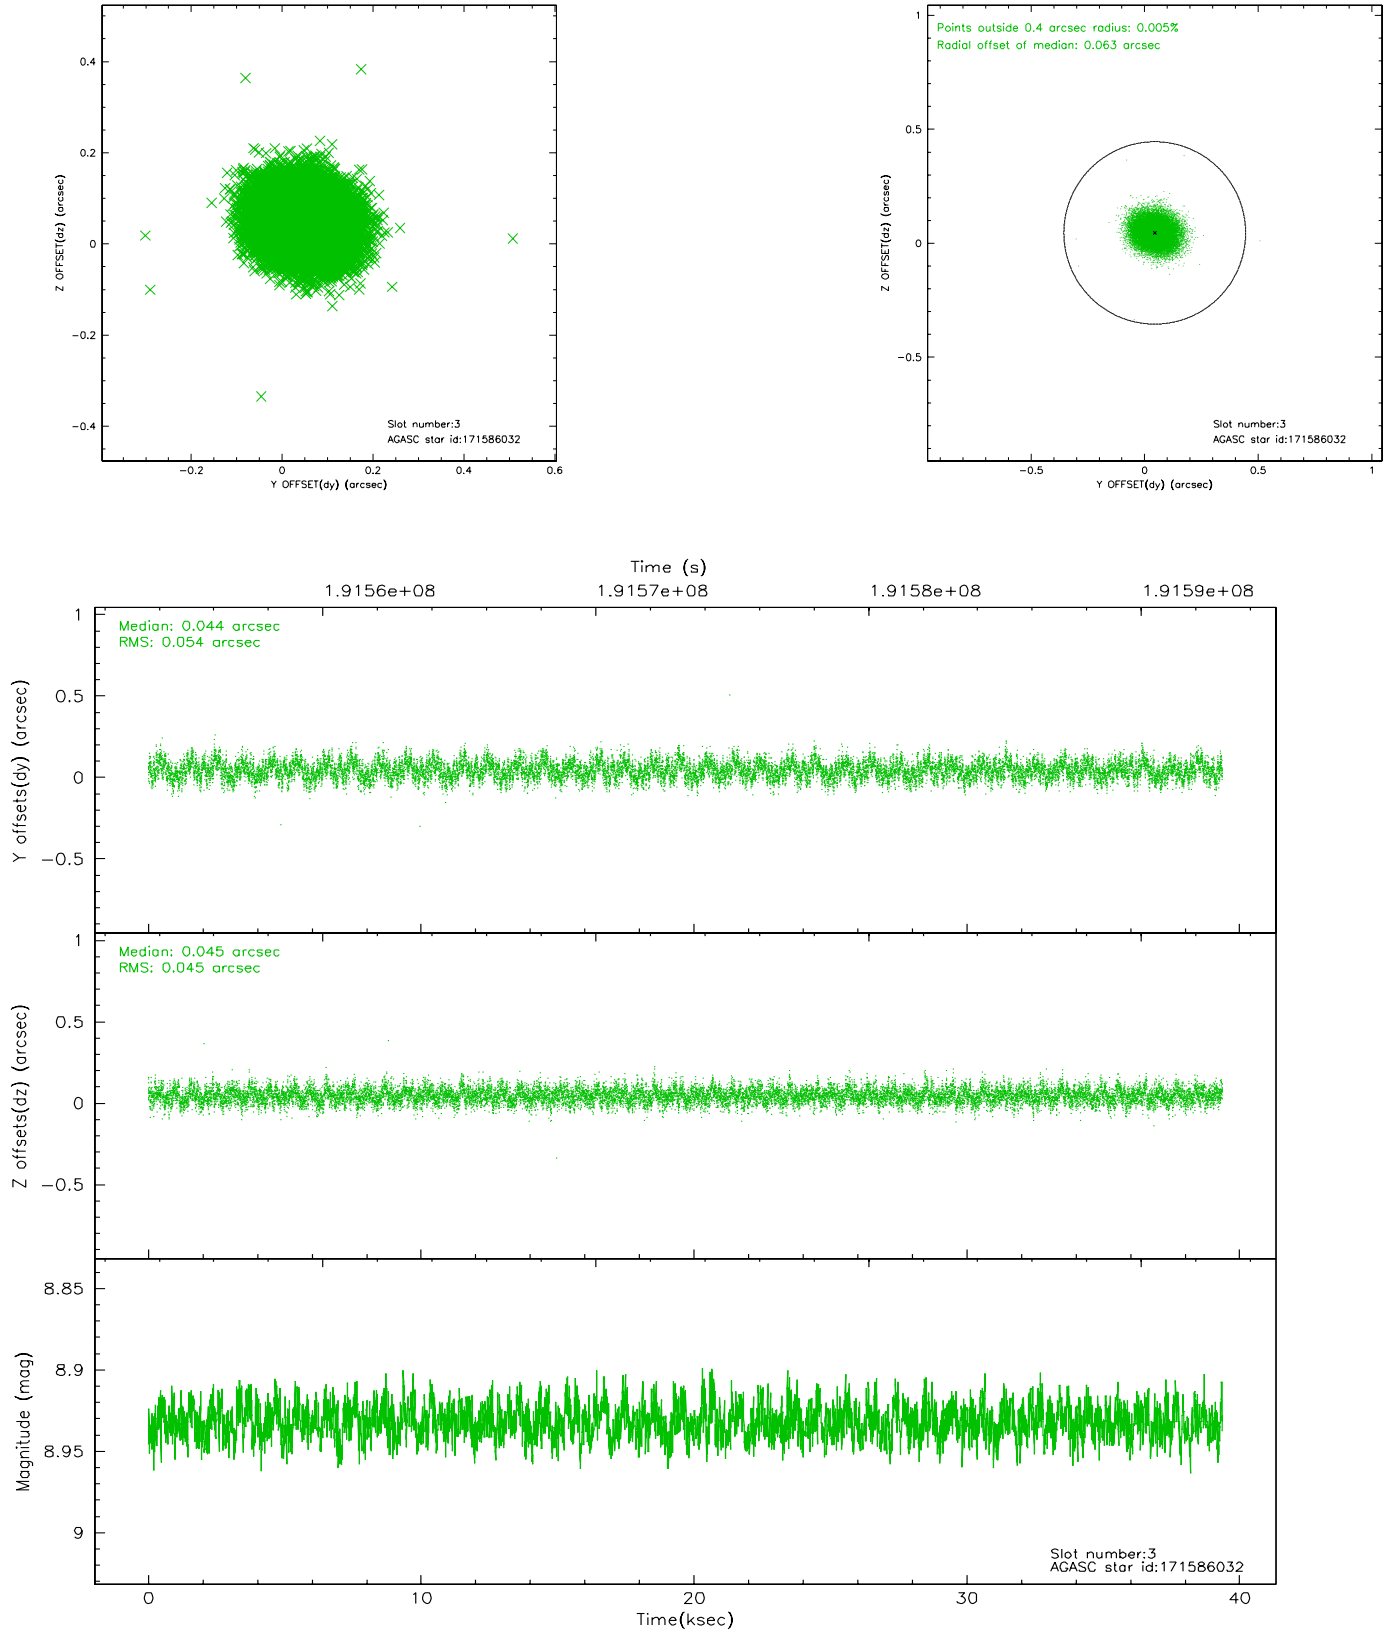 0.4
0.2
0
−0.2
−0.4
Z OFFSET(dz) (arcsec)
Slot number:3
AGASC star id:171586032
−0.2 0 0.2 0.4 0.6
Y OFFSET(dy) (arcsec)
Points outside 0.4 arcsec radius: 0.005%
Radial offset of median: 0.063 arcsec
1
0.5
0
−0.5
Z OFFSET(dz) (arcsec)
Slot number:3
AGASC star id:171586032
−0.5 0 0.5 1
Y OFFSET(dy) (arcsec)
Time (s)
1.9156e+08 1.9157e+08 1.9158e+08 1.9159e+08
Median: 0.044 arcsec
RMS: 0.054 arcsec
1
0.5
0
−0.5
Y offsets(dy) (arcsec)
Median: 0.045 arcsec
RMS: 0.045 arcsec
1
0.5
0
−0.5
Z offsets(dz) (arcsec)
8.85
8.9
8.95
9
Magnitude (mag)
Slot number:3
AGASC star id:171586032
0 10 20 30 40
Time(ksec)